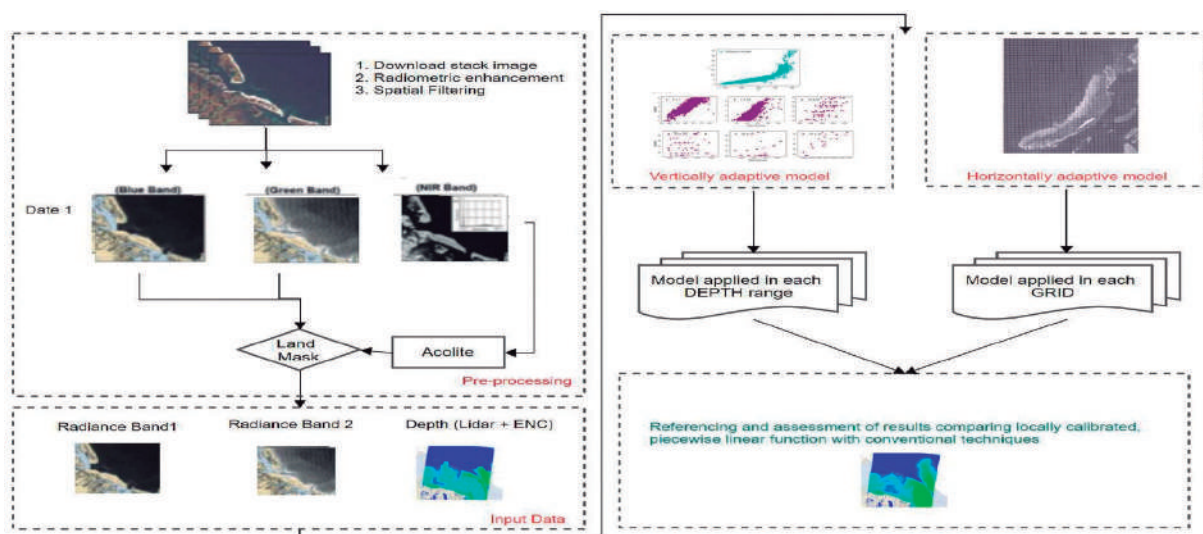 1. Download stack image
2. Radiometric enhancement
3. Spatial Filtering
(Blue Band)
(Green Band)
(NIR Band)
Date 1
Land
Mask
Acolite
Pre-processing
Radiance Band1
Radiance Band 2
Depth (Lidar + ENC)
Input Data
Vertically adaptive model
Horizontally adaptive model
Model applied in each
DEPTH range
Model applied in each
GRID
Referencing and assessment of results comparing locally calibrated,
piecewise linear function with conventional techniques